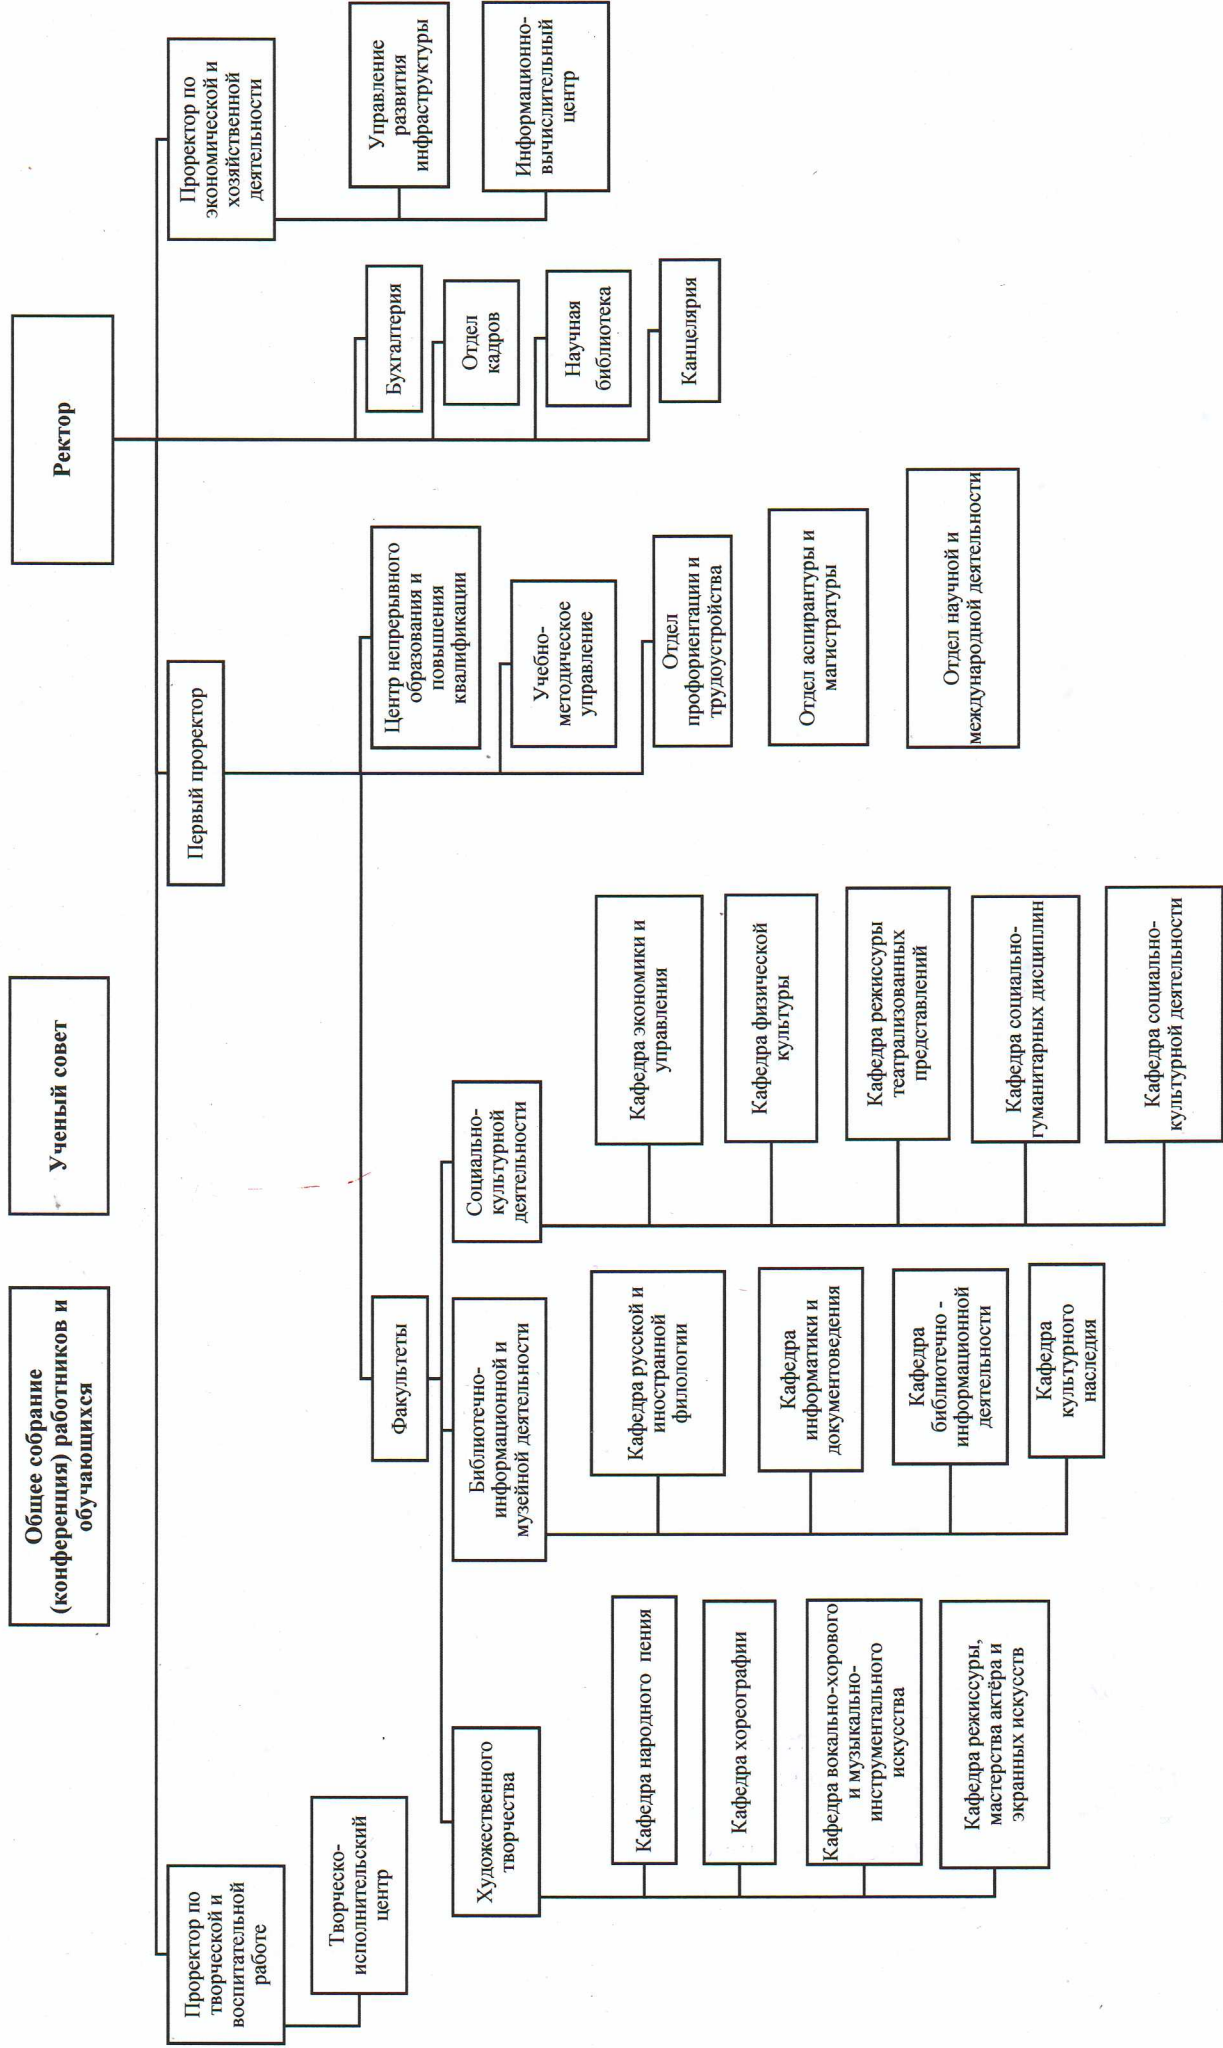 Общее собрание
(конференция) работников и
обучающихся
Ученый совет
Ректор
Проректор по
творческой и
воспитательной
работе
Первый проректор
Проректор по
экономической и
хозяйственной
деятельности
Творческо-
исполнительский
центр
Факультеты
Центр непрерывного
образования и
повышения
квалификации
Учебно-
методическое
управление
Отдел
профориентации и
трудоустройства
Отдел аспирантуры и
магистратуры
Отдел научной и
международной деятельности
Бухгалтерия
Отдел
кадров
Научная
библиотека
Канцелярия
Управление
развития
инфраструктуры
Информационно-
вычислительный
центр
Художественного
творчества
Кафедра народного пения
Кафедра хореографии
Кафедра вокально-хорового
и музыкально-
инструментального
искусства
Кафедра режиссуры,
мастерства актёра и
экранных искусств
Библиотечно-
информационной и
музейной деятельности
Кафедра русской и
иностранной
филологии
Кафедра
информатики и
документоведения
Кафедра
библиотечно -
информационной
деятельности
Кафедра
культурного
наследия
Социально-
культурной
деятельности
Кафедра экономики и
управления
Кафедра физической
культуры
Кафедра режиссуры
театрализованных
представлений
Кафедра социально-
гуманитарных дисциплин
Кафедра социально-
культурной деятельности